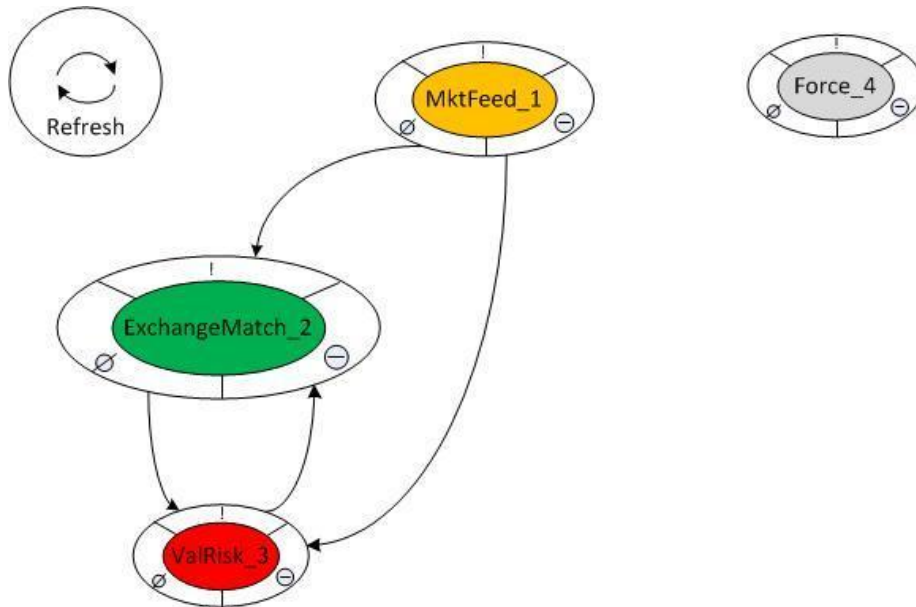 Refresh
!
MktFeed_1
Ø
!
Force_4
Ø
!
ExchangeMatch_2
Ø
!
ValRisk_3
Ø